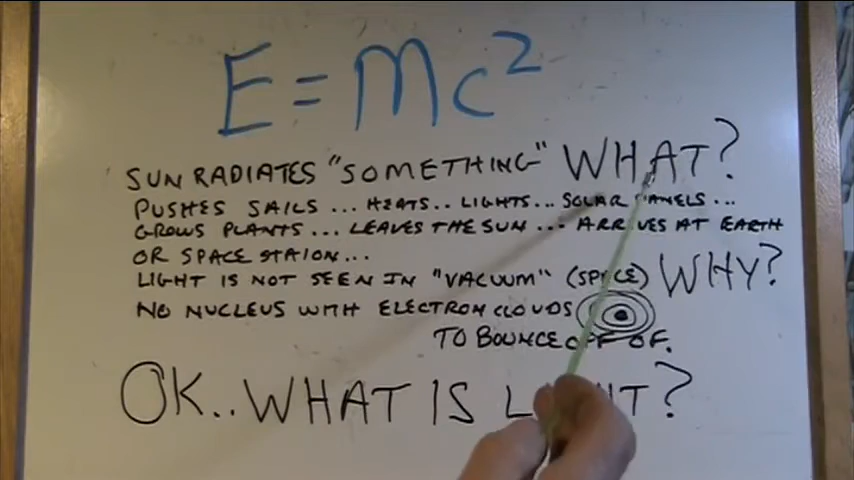 E = Mc²
SUN RADIATES "SOMETHING" WHAT?
PUSHES SAILS ... HEATS.. LIGHTS... SOLAR PANELS ...
GROWS PLANTS ... LEAVES THE SUN ... ARRIVES AT EARTH
OR SPACE STAION ...
LIGHT IS NOT SEEN IN "VACUUM" (SPACE) WHY?
NO NUCLEUS WITH ELECTRON CLOUDS
TO BOUNCE OFF OF.
OK.. WHAT IS LIGHT?